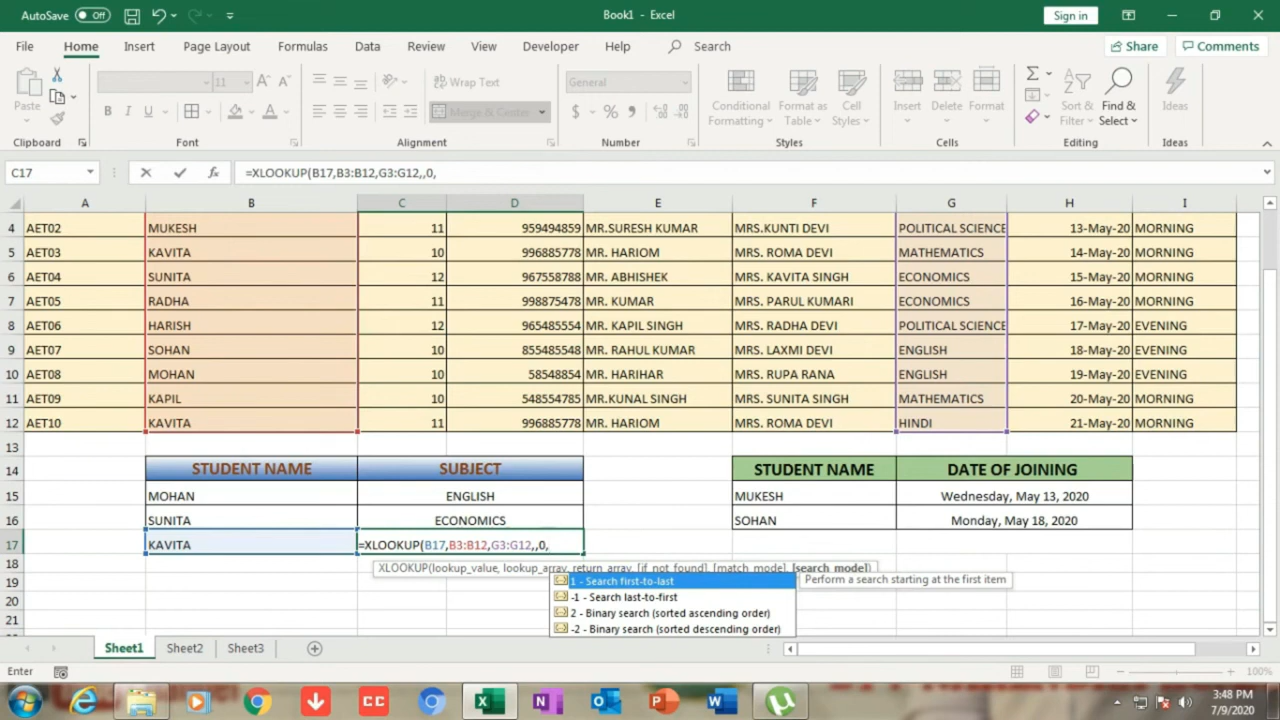 AutoSave Off Book1 - Excel Sign in
File Home Insert Page Layout Formulas Data Review View Developer Help Search Share Comments
11 A A Wrap Text General
Paste B I U Merge & Center $ % , Conditional Formatting Format as Table Cell Styles Insert Delete Format Sort & Filter Find & Select Ideas
Clipboard Font Alignment Number Styles Cells Editing Ideas
C17 fx =XLOOKUP(B17,B3:B12,G3:G12,,0,
A B C D E F G H I
4 AET02 MUKESH 11 959494859 MR.SURESH KUMAR MRS.KUNTI DEVI POLITICAL SCIENCE 13-May-20 MORNING
5 AET03 KAVITA 10 996885778 MR. HARIOM MRS. ROMA DEVI MATHEMATICS 14-May-20 MORNING
6 AET04 SUNITA 12 967558788 MR. ABHISHEK MRS. KAVITA SINGH ECONOMICS 15-May-20 MORNING
7 AET05 RADHA 11 998875478 MR. KUMAR MRS. PARUL KUMARI ECONOMICS 16-May-20 MORNING
8 AET06 HARISH 12 965485554 MR. KAPIL SINGH MRS. RADHA DEVI POLITICAL SCIENCE 17-May-20 EVENING
9 AET07 SOHAN 10 855485548 MR. RAHUL KUMAR MRS. LAXMI DEVI ENGLISH 18-May-20 EVENING
10 AET08 MOHAN 10 58548854 MR. HARIHAR MRS. RUPA RANA ENGLISH 19-May-20 EVENING
11 AET09 KAPIL 10 548554785 MR.KUNAL SINGH MRS. SUNITA SINGH MATHEMATICS 20-May-20 MORNING
12 AET10 KAVITA 11 996885778 MR. HARIOM MRS. ROMA DEVI HINDI 21-May-20 MORNING
13
14 STUDENT NAME SUBJECT STUDENT NAME DATE OF JOINING
15 MOHAN ENGLISH MUKESH Wednesday, May 13, 2020
16 SUNITA ECONOMICS SOHAN Monday, May 18, 2020
17 KAVITA =XLOOKUP(B17,B3:B12,G3:G12,,0,
18 XLOOKUP(lookup_value, lookup_array, return_array, [if_not_found], [match_mode], [search_mode])
19 1 - Search first-to-last Perform a search starting at the first item
20 -1 - Search last-to-first
21 2 - Binary search (sorted ascending order)
-2 - Binary search (sorted descending order)
Sheet1 Sheet2 Sheet3
Enter 100%
CC X N O P W 3:48 PM
7/9/2020